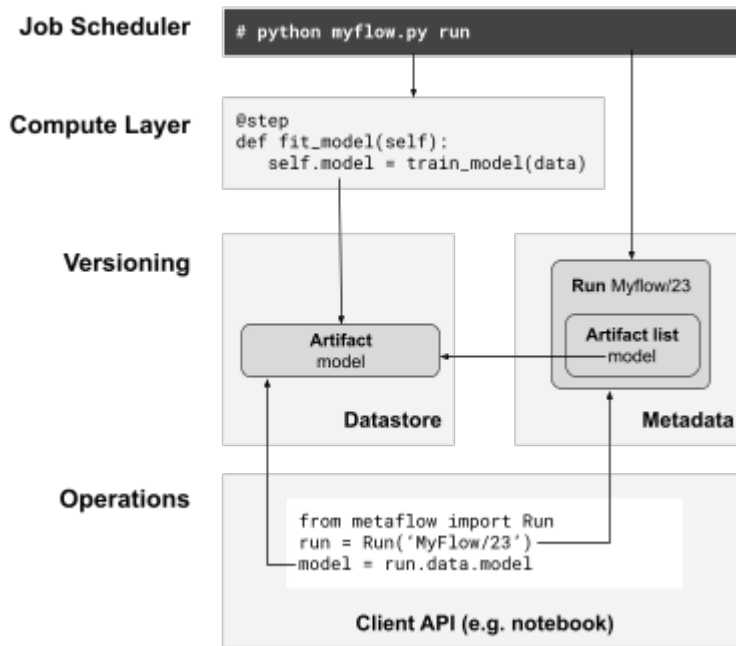 Job Scheduler
# python myflow.py run
Compute Layer
@step
def fit_model(self):
self.model = train_model(data)
Versioning
Run Myflow/23
Artifact list
model
Artifact
model
Datastore
Metadata
Operations
from metaflow import Run
run = Run(‘MyFlow/23’)
model = run.data.model
Client API (e.g. notebook)